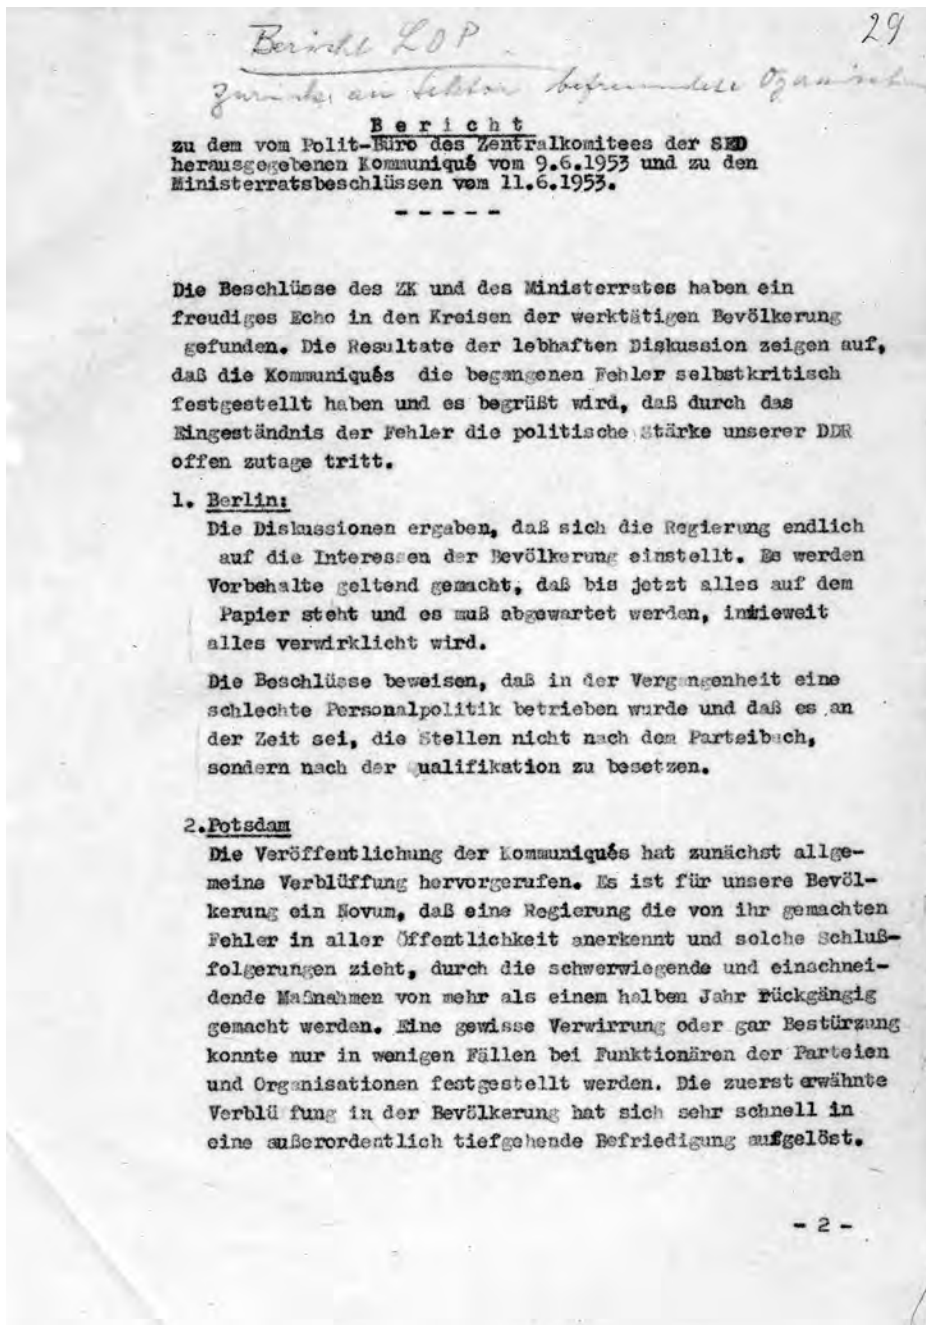 29
Bericht LDP.
Zurück an Sektor befreundete Organisat
Bericht
zu dem vom Polit-Büro des Zentralkomitees der SED
herausgegebenen Kommuniqué vom 9.6.1953 und zu den
Ministerratsbeschlüssen vom 11.6.1953.
- - - - -
Die Beschlüsse des ZK und des Ministerrates haben ein
freudiges Echo in den Kreisen der werktätigen Bevölkerung
gefunden. Die Resultate der lebhaften Diskussion zeigen auf,
daß die Kommuniqués die begangenen Fehler selbstkritisch
festgestellt haben und es begrüßt wird, daß durch das
Eingeständnis der Fehler die politische Stärke unserer DDR
offen zutage tritt.
1. Berlin:
Die Diskussionen ergaben, daß sich die Regierung endlich
auf die Interessen der Bevölkerung einstellt. Es werden
Vorbehalte geltend gemacht, daß bis jetzt alles auf dem
Papier steht und es muß abgewartet werden, inwieweit
alles verwirklicht wird.
Die Beschlüsse beweisen, daß in der Vergangenheit eine
schlechte Personalpolitik betrieben wurde und daß es an
der Zeit sei, die Stellen nicht nach dem Parteibuch,
sondern nach der Qualifikation zu besetzen.
2. Potsdam
Die Veröffentlichung der Kommuniqués hat zunächst allge-
meine Verblüffung hervorgerufen. Es ist für unsere Bevöl-
kerung ein Novum, daß eine Regierung die von ihr gemachten
Fehler in aller Öffentlichkeit anerkennt und solche Schluß-
folgerungen zieht, durch die schwerwiegende und einschnei-
dende Maßnahmen von mehr als einem halben Jahr rückgängig
gemacht werden. Eine gewisse Verwirrung oder gar Bestürzung
konnte nur in wenigen Fällen bei Funktionären der Parteien
und Organisationen festgestellt werden. Die zuerst erwähnte
Verblü fung in der Bevölkerung hat sich sehr schnell in
eine außerordentlich tiefgehende Befriedigung aufgelöst.
- 2 -